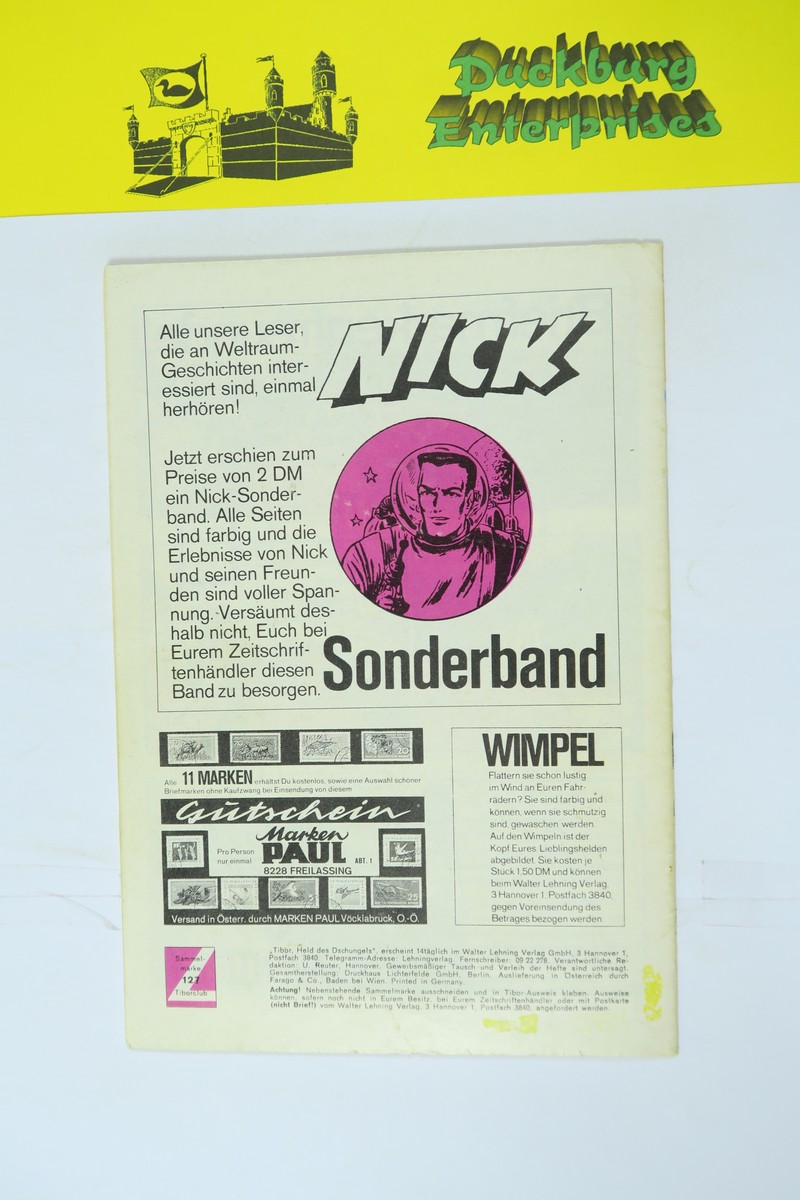 Duckburg
Enterprises
Alle unsere Leser,
die an Weltraum-
Geschichten inter-
essiert sind, einmal
herhören!
NICK
Jetzt erschien zum
Preise von 2 DM
ein Nick-Sonder-
band. Alle Seiten
sind farbig und die
Erlebnisse von Nick
und seinen Freun-
den sind voller Span-
nung. Versäumt des-
halb nicht, Euch bei
Eurem Zeitschrif-
tenhändler diesen
Band zu besorgen.
Sonderband
Alle 11 MARKEN erhältst Du kostenlos, sowie eine Auswahl schöner
Briefmarken ohne Kaufzwang bei Einsendung von diesem
Gutschein
Pro Person
nur einmal
Marken
PAUL ABT. 1
8228 FREILASSING
Versand in Österr. durch MARKEN PAUL Vöcklabruck, O.-Ö.
WIMPEL
Flattern sie schon lustig
im Wind an Euren Fahr-
rädern? Sie sind farbig und
können, wenn sie schmutzig
sind, gewaschen werden.
Auf den Wimpeln ist der
Kopf Eures Lieblingshelden
abgebildet. Sie kosten je
Stück 1,50 DM und können
beim Walter Lehning Verlag,
3 Hannover 1, Postfach 3840,
gegen Voreinsendung des
Betrages bezogen werden.
Sammel-
marke
127
Tiborclub
„Tibor, Held des Dschungels", erscheint 14täglich im Walter Lehning Verlag GmbH, 3 Hannover 1,
Postfach 3840. Telegramm-Adresse: Lehningverlag. Fernschreiber: 09 22 278. Verantwortliche Re-
daktion: U. Reuter, Hannover. Gewerbsmäßiger Tausch und Verleih der Hefte sind untersagt.
Gesamtherstellung: Druckhaus Lichterfelde GmbH, Berlin. Auslieferung in Österreich durch
Farago & Co., Baden bei Wien. Printed in Germany.
Achtung! Nebenstehende Sammelmarke ausschneiden und in Tibor-Ausweis kleben. Ausweise
können, sofern noch nicht in Eurem Besitz, bei Eurem Zeitschriftenhändler oder mit Postkarte
(nicht Brief!) vom Walter Lehning Verlag, 3 Hannover 1, Postfach 3840, angefordert werden.